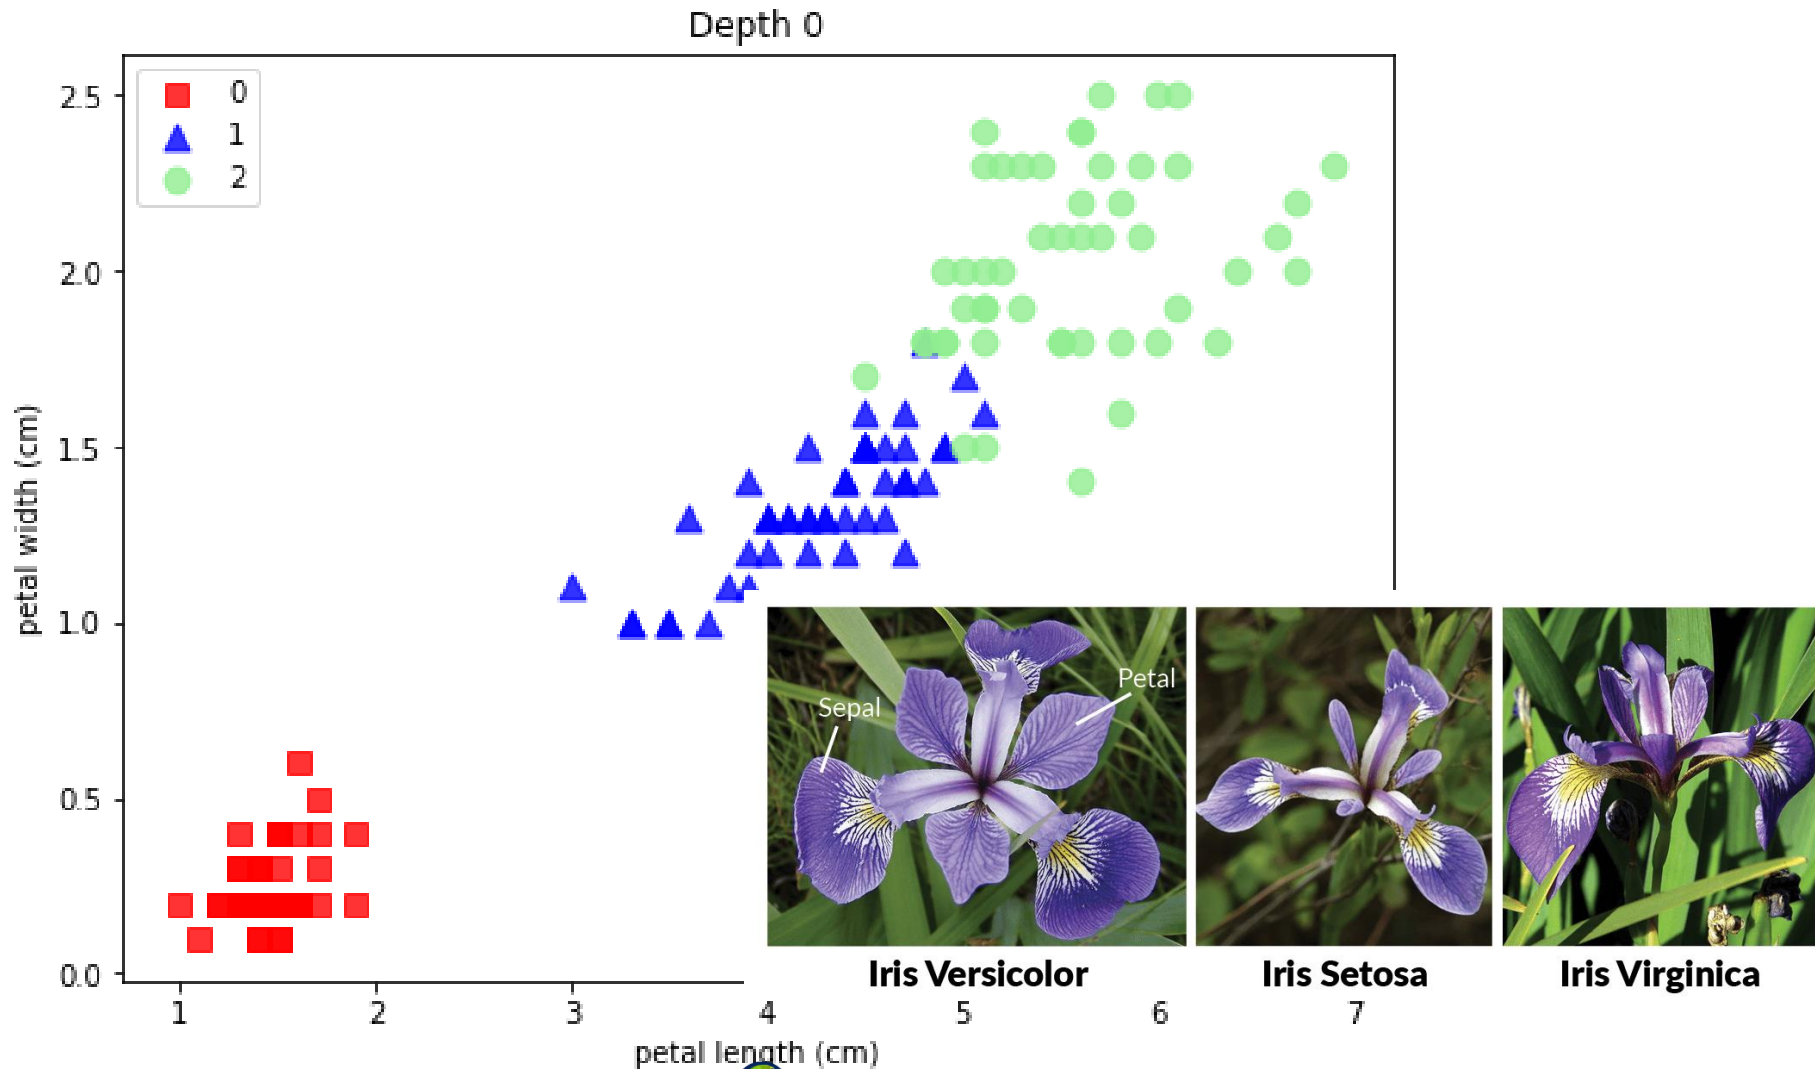 Depth 0
0
1
2
2.5
2.0
1.5
1.0
0.5
0.0
petal width (cm)
Sepal
Petal
Iris Versicolor
Iris Setosa
Iris Virginica
1 2 3 4 5 6 7
petal length (cm)